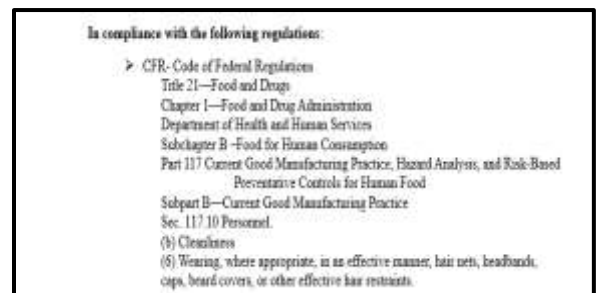 In compliance with the following regulations:
➢ CFR- Code of Federal Regulations
Title 21—Food and Drugs
Chapter I—Food and Drug Administration
Department of Health and Human Services
Subchapter B -Food for Human Consumption
Part 117 Current Good Manufacturing Practice, Hazard Analysis, and Risk-Based
Preventative Controls for Human Food
Subpart B—Current Good Manufacturing Practice
Sec. 117.10 Personnel.
(b) Cleanliness
(6) Wearing, where appropriate, in an effective manner, hair nets, headbands,
caps, beard covers, or other effective hair restraints.